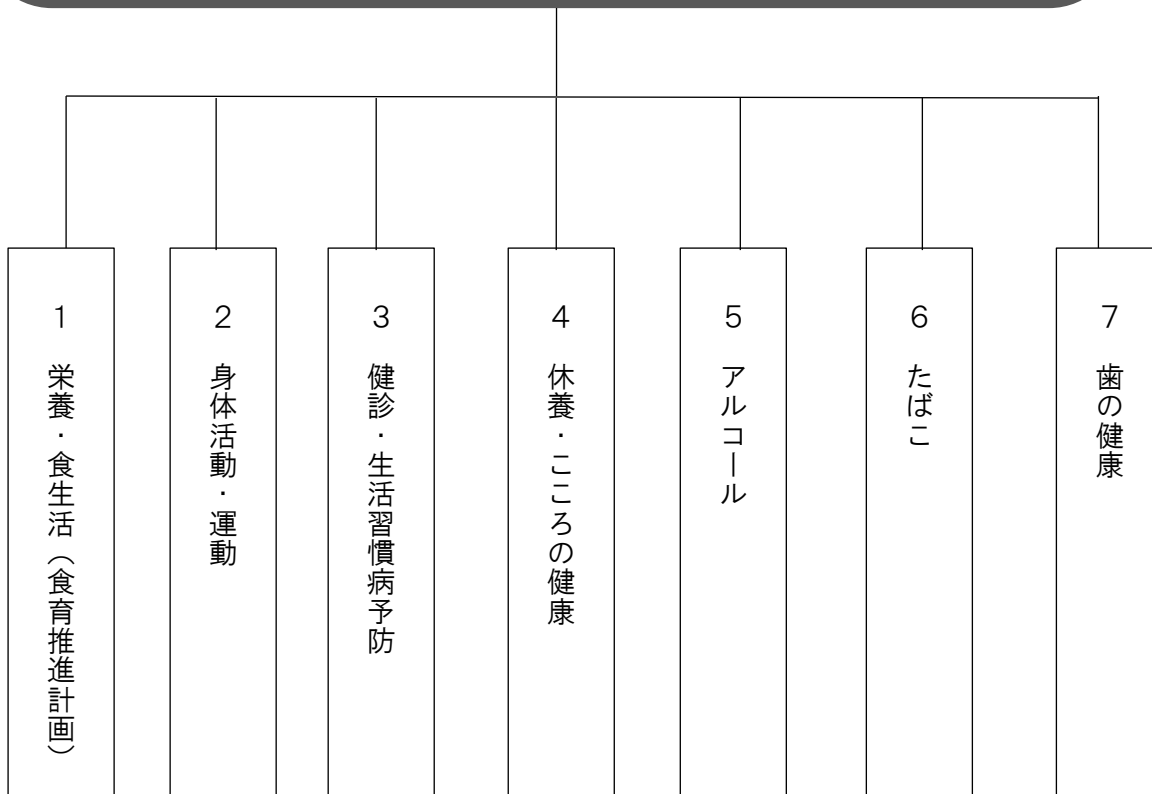 １　栄養・食生活（食育推進計画）
２　身体活動・運動
３　健診・生活習慣病予防
４　休養・こころの健康
５　アルコール
６　たばこ
７　歯の健康